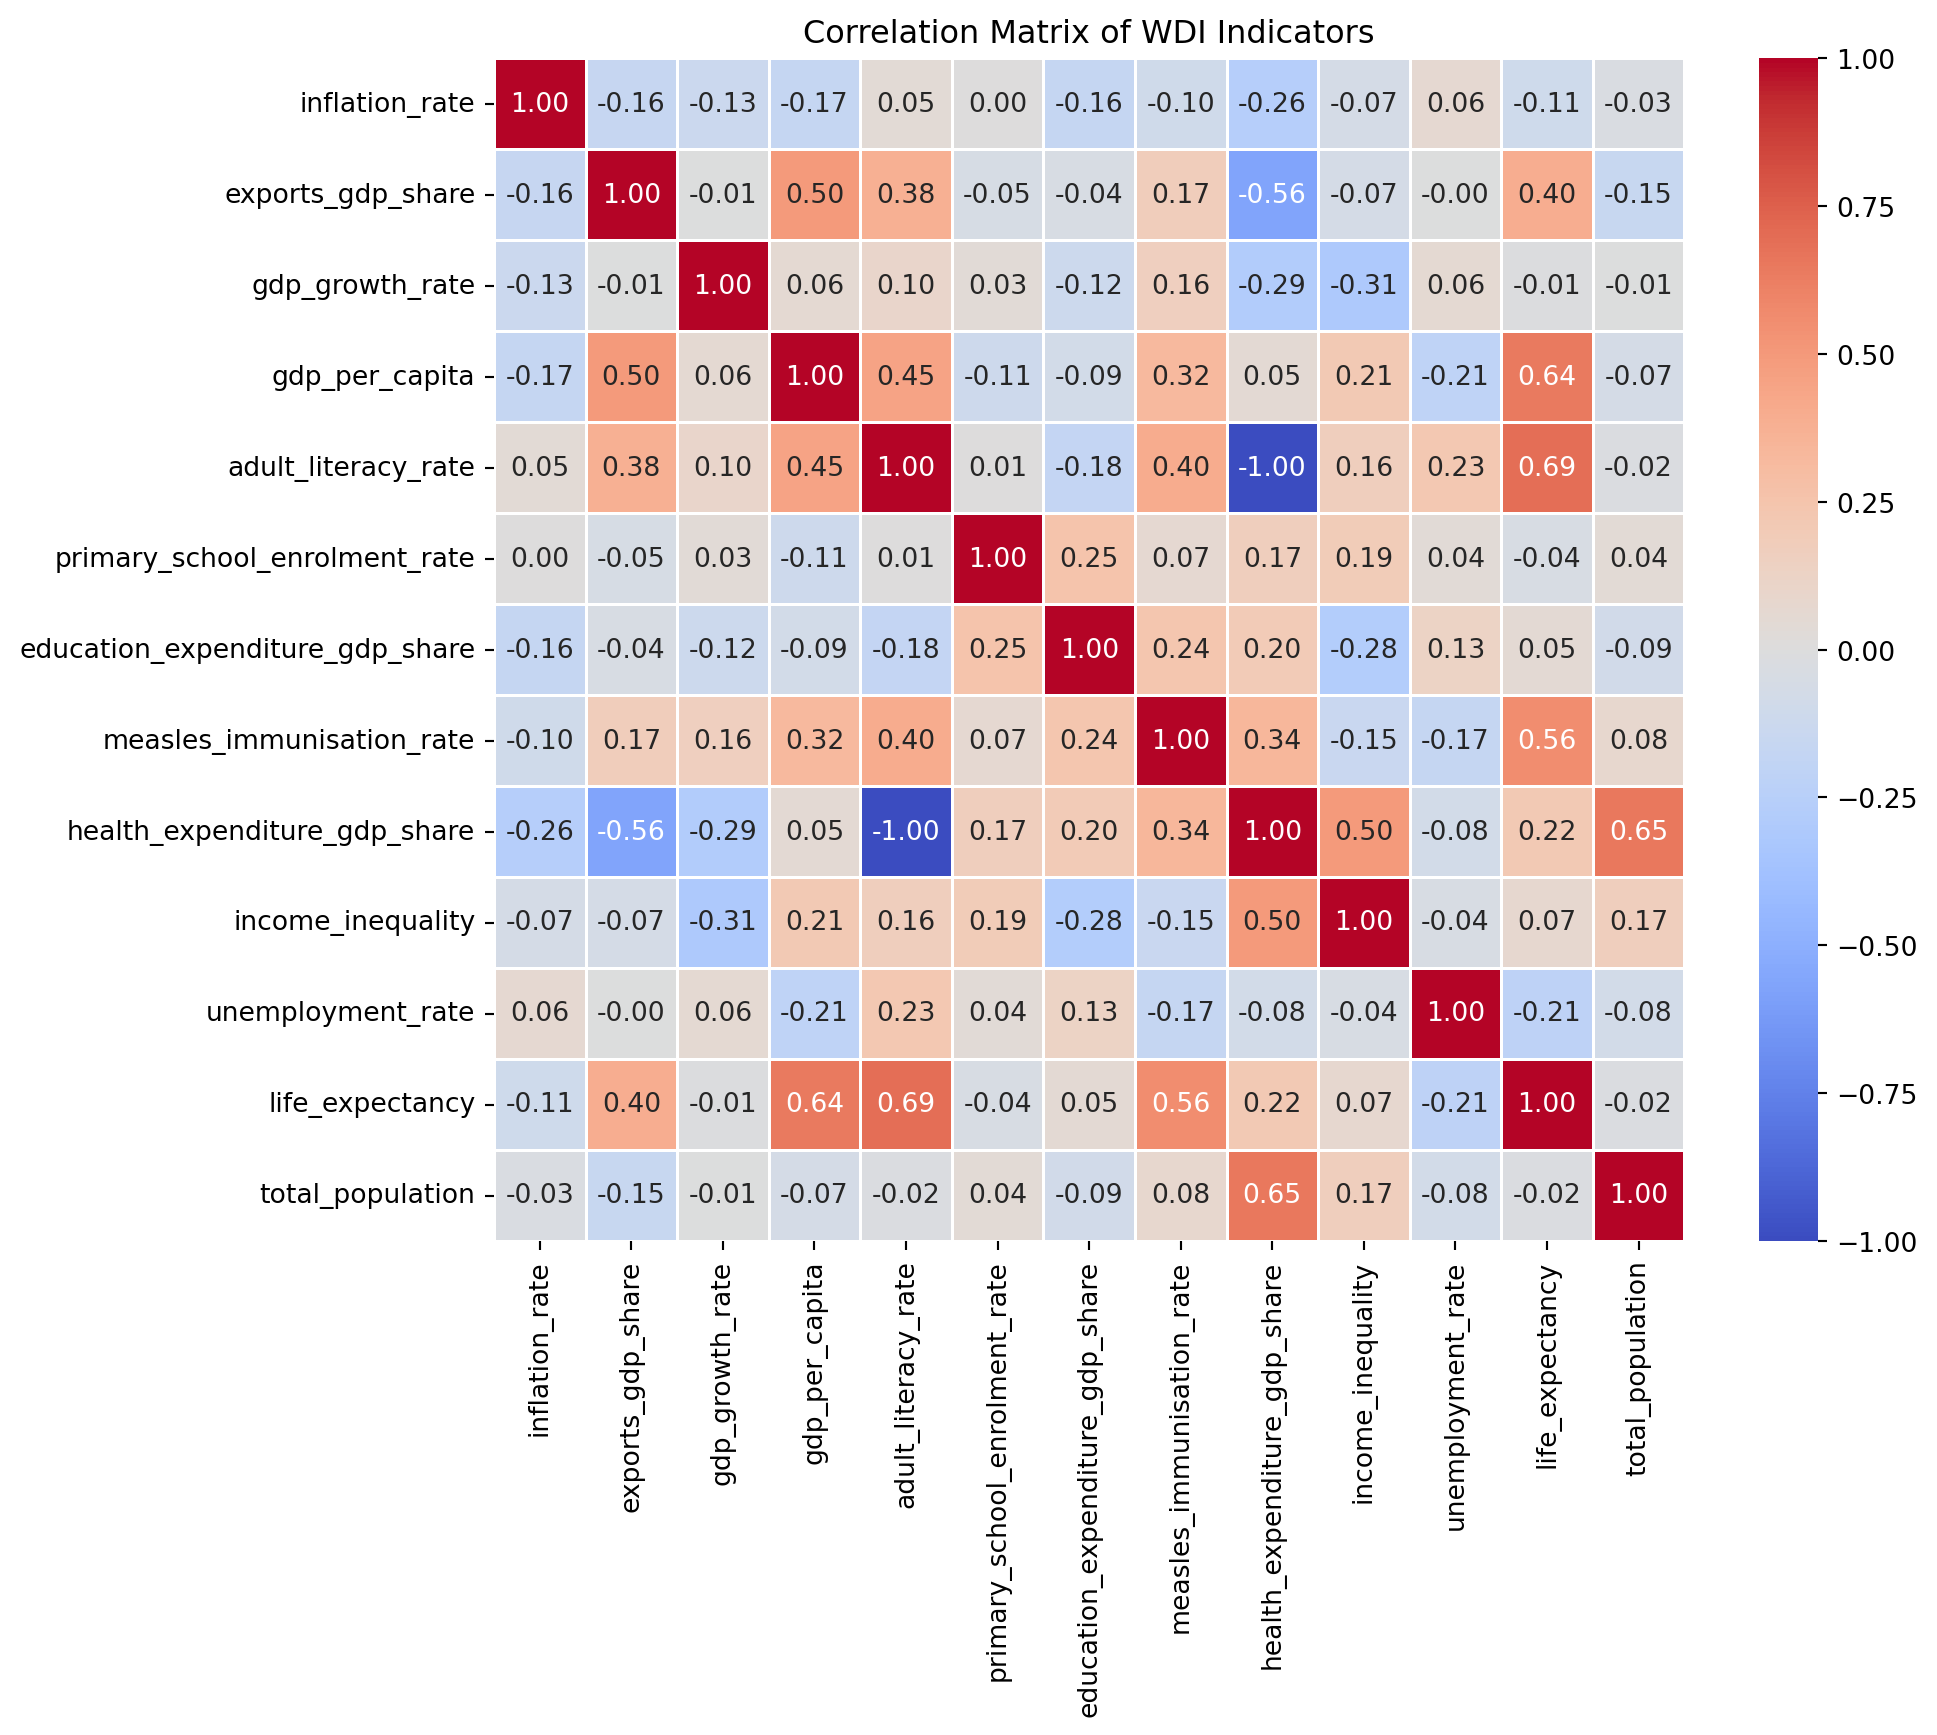 Correlation Matrix of WDI Indicators
inflation_rate 1.00 -0.16 -0.13 -0.17 0.05 0.00 -0.16 -0.10 -0.26 -0.07 0.06 -0.11 -0.03
exports_gdp_share -0.16 1.00 -0.01 0.50 0.38 -0.05 -0.04 0.17 -0.56 -0.07 -0.00 0.40 -0.15
gdp_growth_rate -0.13 -0.01 1.00 0.06 0.10 0.03 -0.12 0.16 -0.29 -0.31 0.06 -0.01 -0.01
gdp_per_capita -0.17 0.50 0.06 1.00 0.45 -0.11 -0.09 0.32 0.05 0.21 -0.21 0.64 -0.07
adult_literacy_rate 0.05 0.38 0.10 0.45 1.00 0.01 -0.18 0.40 -1.00 0.16 0.23 0.69 -0.02
primary_school_enrolment_rate 0.00 -0.05 0.03 -0.11 0.01 1.00 0.25 0.07 0.17 0.19 0.04 -0.04 0.04
education_expenditure_gdp_share -0.16 -0.04 -0.12 -0.09 -0.18 0.25 1.00 0.24 0.20 -0.28 0.13 0.05 -0.09
measles_immunisation_rate -0.10 0.17 0.16 0.32 0.40 0.07 0.24 1.00 0.34 -0.15 -0.17 0.56 0.08
health_expenditure_gdp_share -0.26 -0.56 -0.29 0.05 -1.00 0.17 0.20 0.34 1.00 0.50 -0.08 0.22 0.65
income_inequality -0.07 -0.07 -0.31 0.21 0.16 0.19 -0.28 -0.15 0.50 1.00 -0.04 0.07 0.17
unemployment_rate 0.06 -0.00 0.06 -0.21 0.23 0.04 0.13 -0.17 -0.08 -0.04 1.00 -0.21 -0.08
life_expectancy -0.11 0.40 -0.01 0.64 0.69 -0.04 0.05 0.56 0.22 0.07 -0.21 1.00 -0.02
total_population -0.03 -0.15 -0.01 -0.07 -0.02 0.04 -0.09 0.08 0.65 0.17 -0.08 -0.02 1.00
inflation_rate
exports_gdp_share
gdp_growth_rate
gdp_per_capita
adult_literacy_rate
primary_school_enrolment_rate
education_expenditure_gdp_share
measles_immunisation_rate
health_expenditure_gdp_share
income_inequality
unemployment_rate
life_expectancy
total_population
1.00
0.75
0.50
0.25
0.00
−0.25
−0.50
−0.75
−1.00